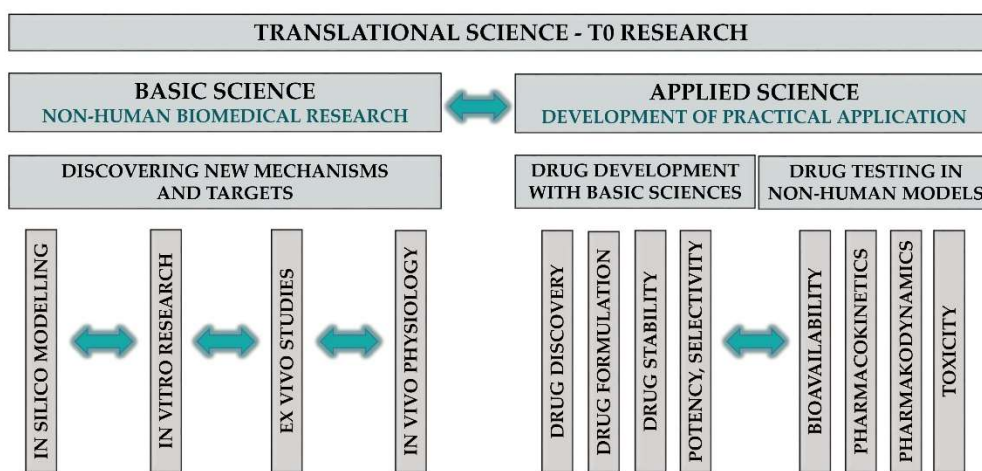 TRANSLATIONAL SCIENCE - T0 RESEARCH
BASIC SCIENCE
NON-HUMAN BIOMEDICAL RESEARCH
APPLIED SCIENCE
DEVELOPMENT OF PRACTICAL APPLICATION
DISCOVERING NEW MECHANISMS
AND TARGETS
DRUG DEVELOPMENT
WITH BASIC SCIENCES
DRUG TESTING IN
NON-HUMAN MODELS
IN SILICO MODELLING
IN VITRO RESEARCH
EX VIVO STUDIES
IN VIVO PHYSIOLOGY
DRUG DISCOVERY
DRUG FORMULATION
DRUG STABILITY
POTENCY, SELECTIVITY
BIOAVAILABILITY
PHARMACOKINETICS
PHARMAKODYNAMICS
TOXICITY